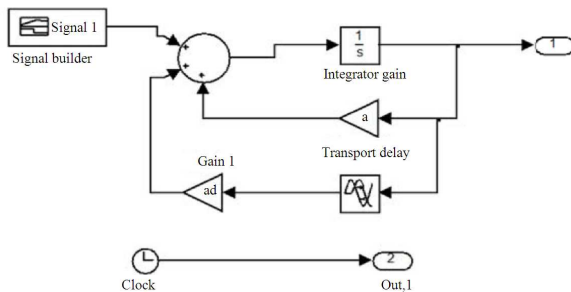 Signal 1
Signal builder
1
s
Integrator gain
1
a
Transport delay
Gain 1
ad
2
Clock
Out,1